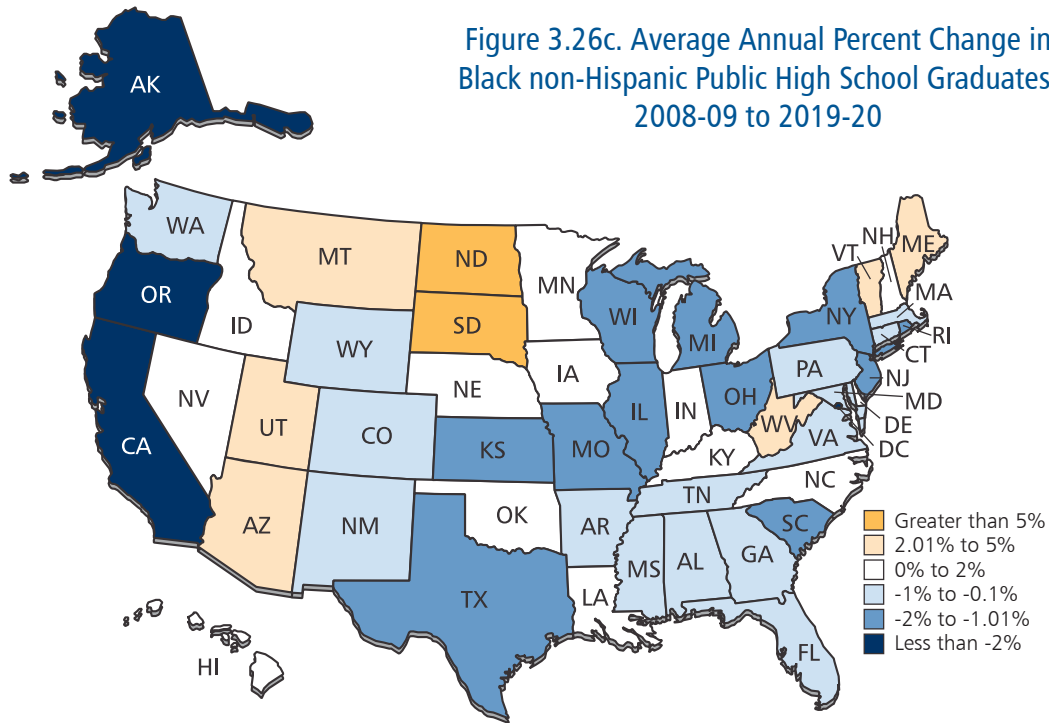 Figure 3.26c. Average Annual Percent Change in
Black non-Hispanic Public High School Graduates
2008-09 to 2019-20
AK
WA
MT
ND
MN
VT
NH
ME
OR
ID
SD
WI
MI
NY
MA
RI
CT
WY
NE
IA
PA
NJ
NV
UT
CO
KS
MO
IL
IN
OH
WV
VA
MD
DE
DC
CA
KY
AZ
NM
OK
AR
TN
NC
SC
TX
LA
MS
AL
GA
FL
HI
Greater than 5%
2.01% to 5%
0% to 2%
-1% to -0.1%
-2% to -1.01%
Less than -2%